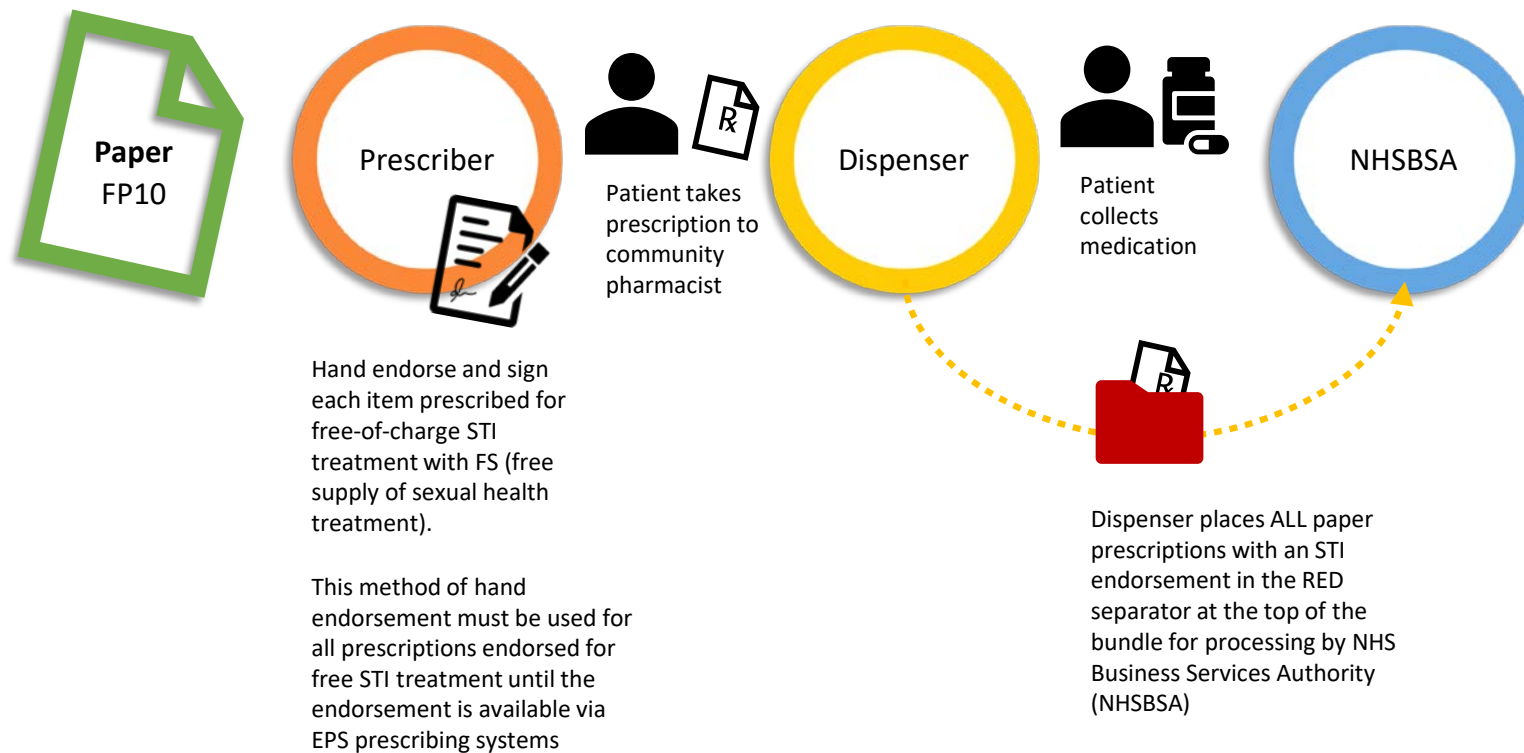 Paper
FP10
Prescriber
Patient takes
prescription to
community
pharmacist
Dispenser
Patient
collects
medication
NHSBSA
Hand endorse and sign
each item prescribed for
free-of-charge STI
treatment with FS (free
supply of sexual health
treatment).
This method of hand
endorsement must be used for
all prescriptions endorsed for
free STI treatment until the
endorsement is available via
EPS prescribing systems
Dispenser places ALL paper
prescriptions with an STI
endorsement in the RED
separator at the top of the
bundle for processing by NHS
Business Services Authority
(NHSBSA)